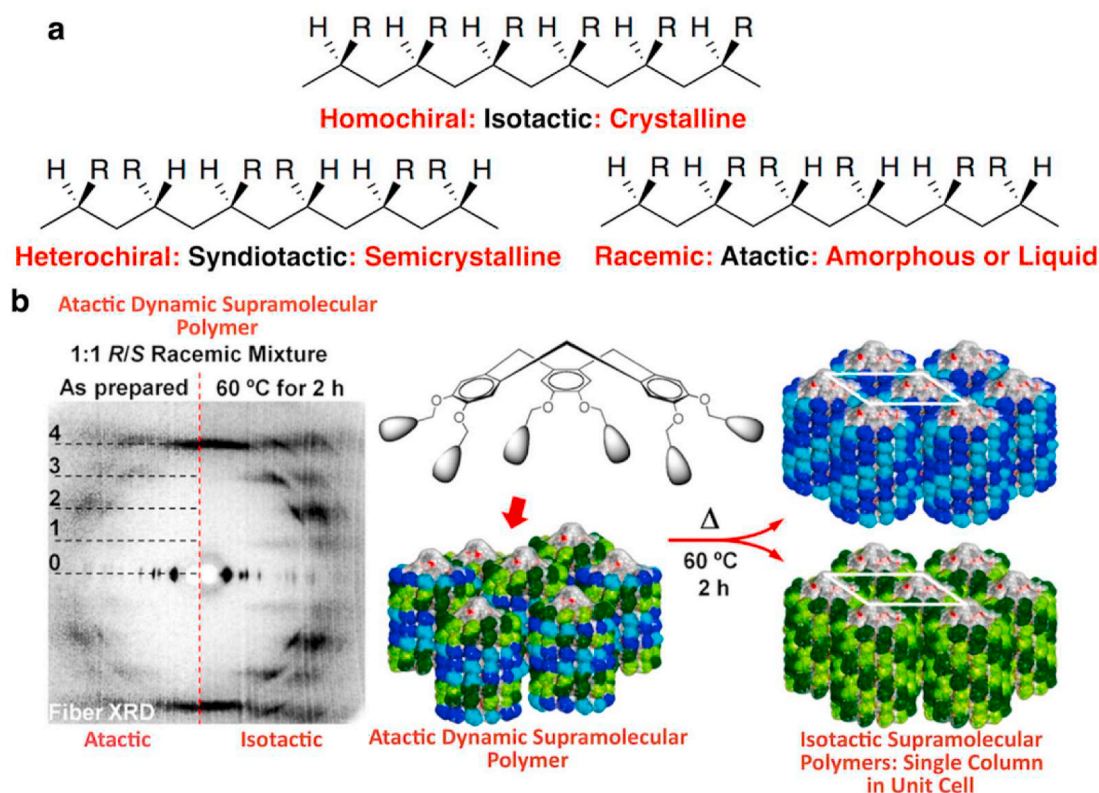 a
H R H R H R H R H R H R
Homochiral: Isotactic: Crystalline
H R R H H R R H H R R H
Heterochiral: Syndiotactic: Semicrystalline
H R H R R H R H H R R H
Racemic: Atactic: Amorphous or Liquid
b
Atactic Dynamic Supramolecular
Polymer
1:1 R/S Racemic Mixture
As prepared
60 ºC for 2 h
4
3
2
1
0
Fiber XRD
Atactic
Isotactic
O O O O
O O
Atactic Dynamic Supramolecular
Polymer
Δ
60 ºC
2 h
Isotactic Supramolecular
Polymers: Single Column
in Unit Cell